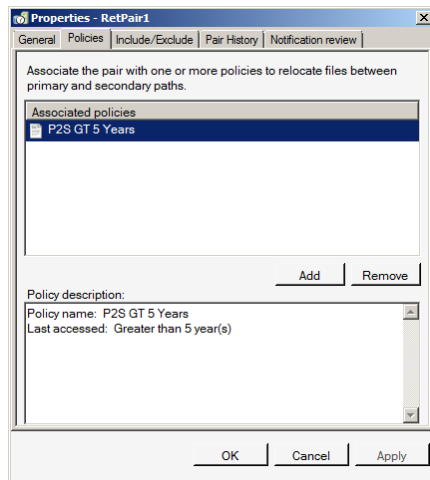 Properties - RetPair1
General Policies Include/Exclude Pair History Notification review
Associate the pair with one or more policies to relocate files between
primary and secondary paths.
Associated policies
P2S GT 5 Years
Add Remove
Policy description:
Policy name: P2S GT 5 Years
Last accessed: Greater than 5 year(s)
OK Cancel Apply